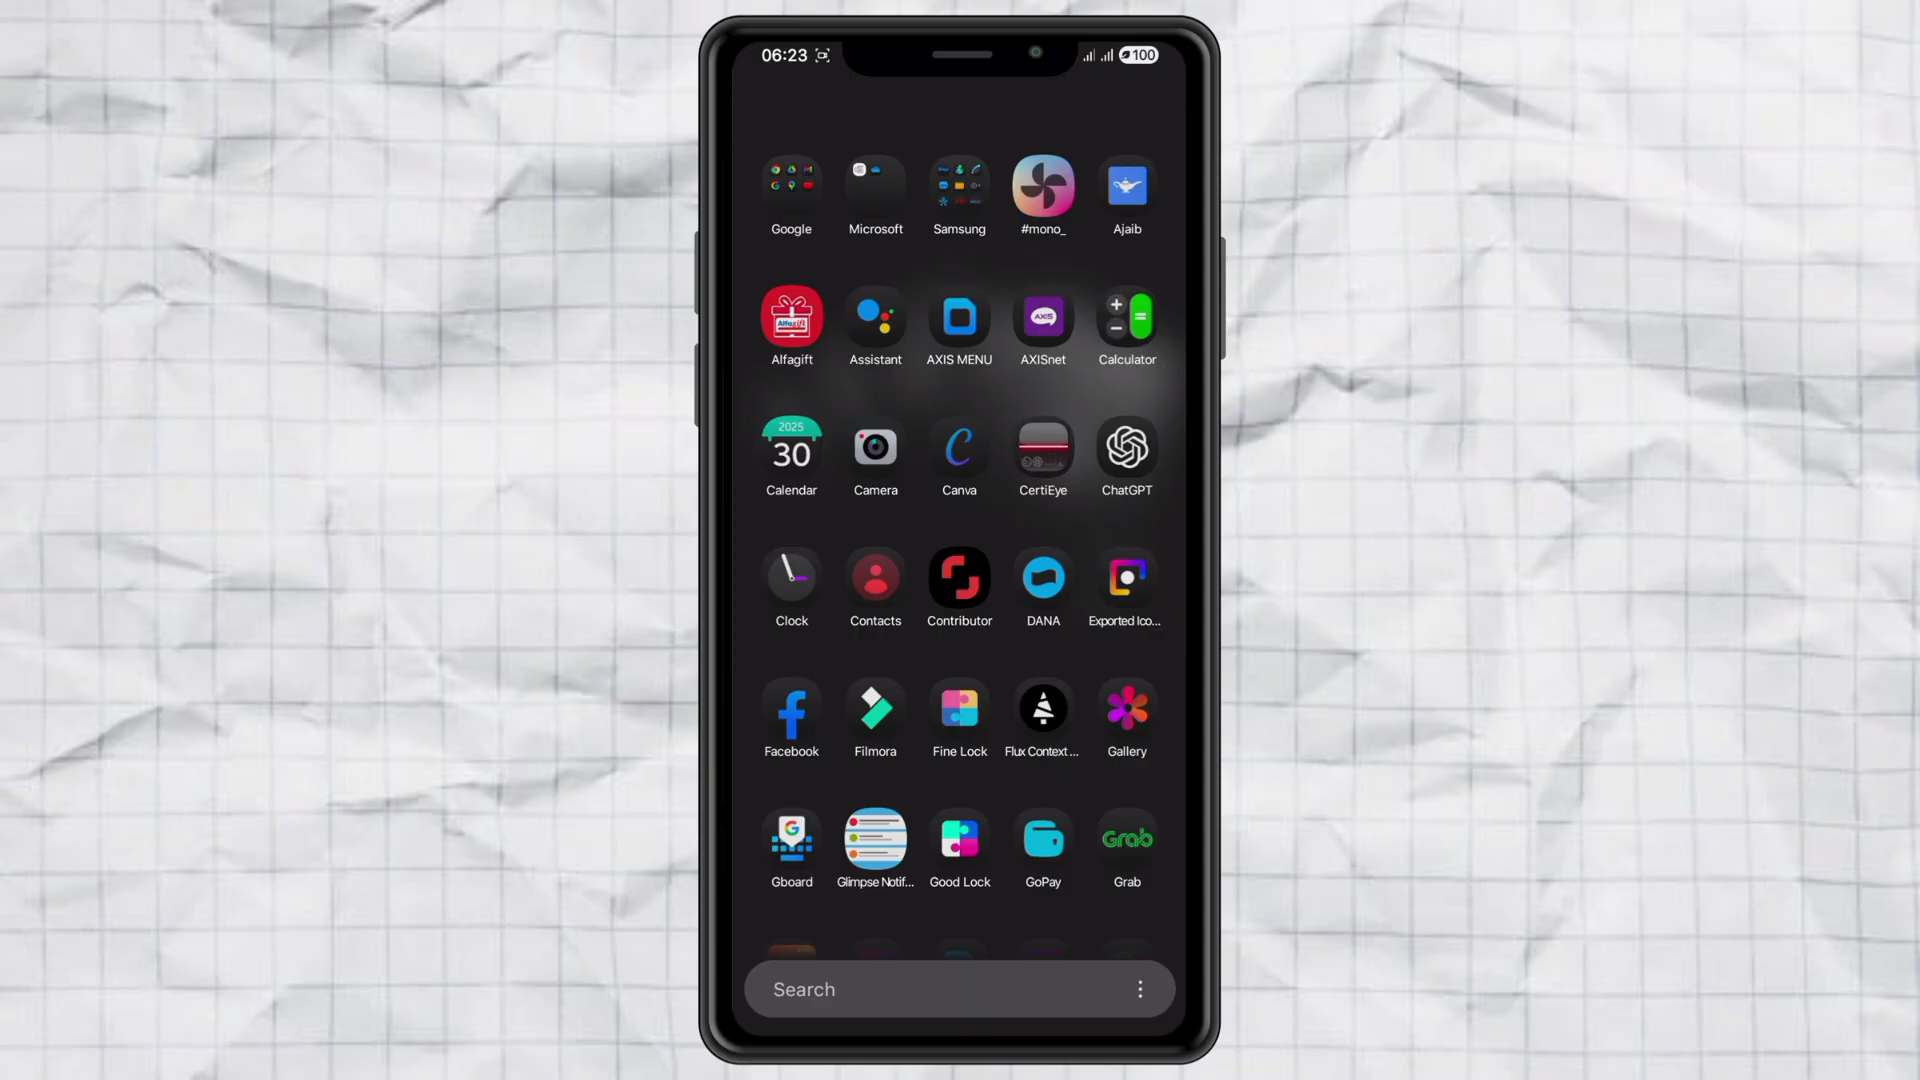 06:23 100
Google Microsoft Samsung #mono_ Ajaib
Alfagift
AXIS
Alfagift Assistant AXIS MENU AXISnet Calculator
2025
30
Calendar Camera Canva CertiEye ChatGPT
Clock Contacts Contributor DANA Exported Ico...
Facebook Filmora Fine Lock Flux Context ... Gallery
Grab
Gboard Glimpse Notif... Good Lock GoPay Grab
Search